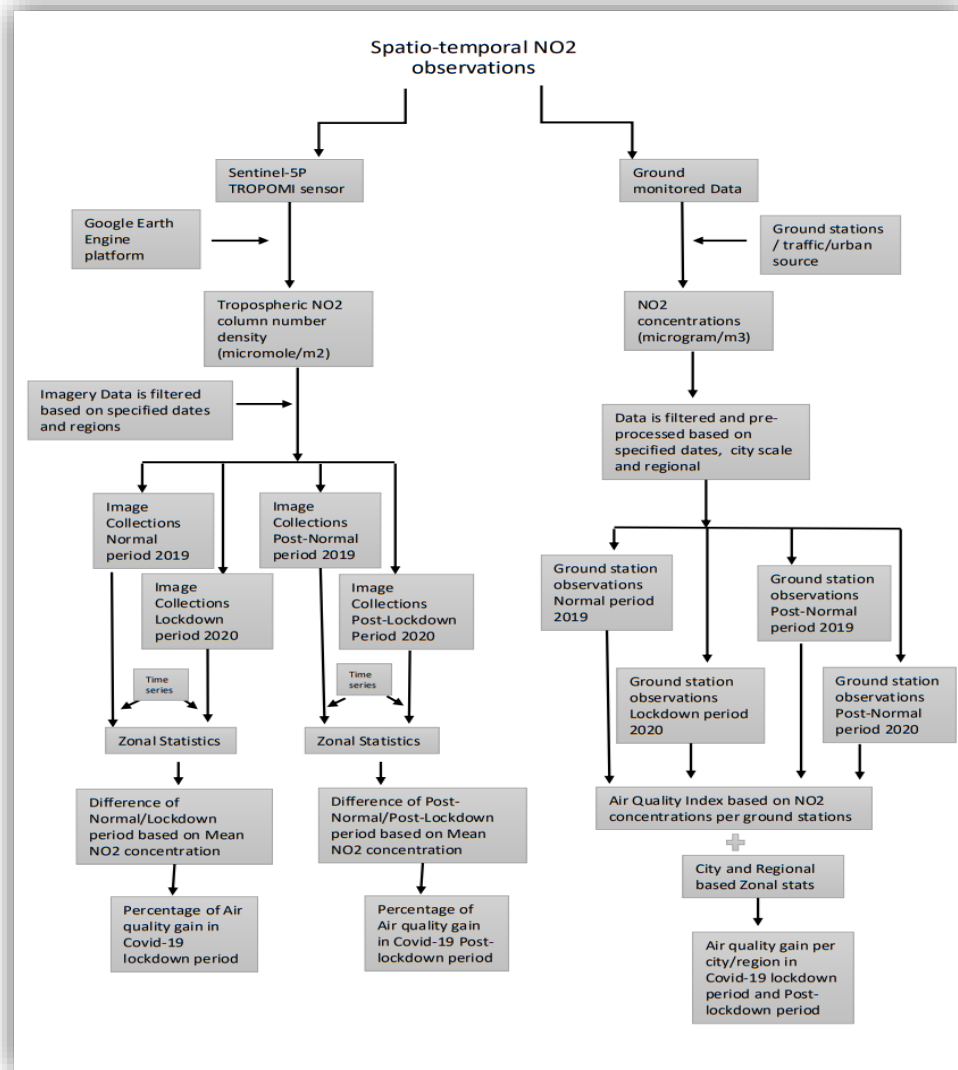 Spatio-temporal NO2
observations
Sentinel-5P
TROPOMI sensor
Ground
monitored Data
Google Earth
Engine
platform
Ground stations
/ traffic/urban
source
Tropospheric NO2
column number
density
(micromole/m2)
NO2
concentrations
(microgram/m3)
Imagery Data is filtered
based on specified dates
and regions
Data is filtered and pre-
processed based on
specified dates, city scale
and regional
Image
Collections
Normal
period 2019
Image
Collections
Post-Normal
period 2019
Image
Collections
Lockdown
period 2020
Image
Collections
Post-Lockdown
Period 2020
Ground station
observations
Normal period
2019
Ground station
observations
Post-Normal
period 2019
Ground station
observations
Lockdown period
2020
Ground station
observations
Post-Normal
period 2020
Time
series
Time
series
Zonal Statistics
Zonal Statistics
Difference of
Normal/Lockdown
period based on Mean
NO2 concentration
Difference of Post-
Normal/Post-Lockdown
period based on Mean
NO2 concentration
Air Quality Index based on NO2
concentrations per ground stations
City and Regional
based Zonal stats
Percentage of Air
quality gain in
Covid-19
lockdown period
Percentage of
Air quality gain
in Covid-19 Post-
lockdown period
Air quality gain per
city/region in
Covid-19 lockdown
period and Post-
lockdown period